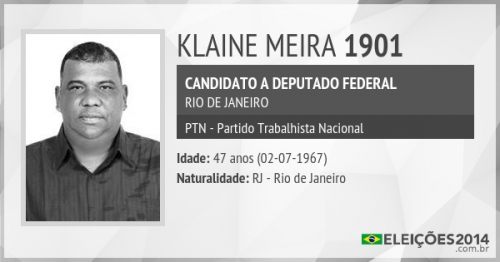 KLAINE MEIRA 1901
CANDIDATO A DEPUTADO FEDERAL
RIO DE JANEIRO
PTN - Partido Trabalhista Nacional
Idade: 47 anos (02-07-1967)
Naturalidade: RJ - Rio de Janeiro
ELEIÇÕES2014
.com.br